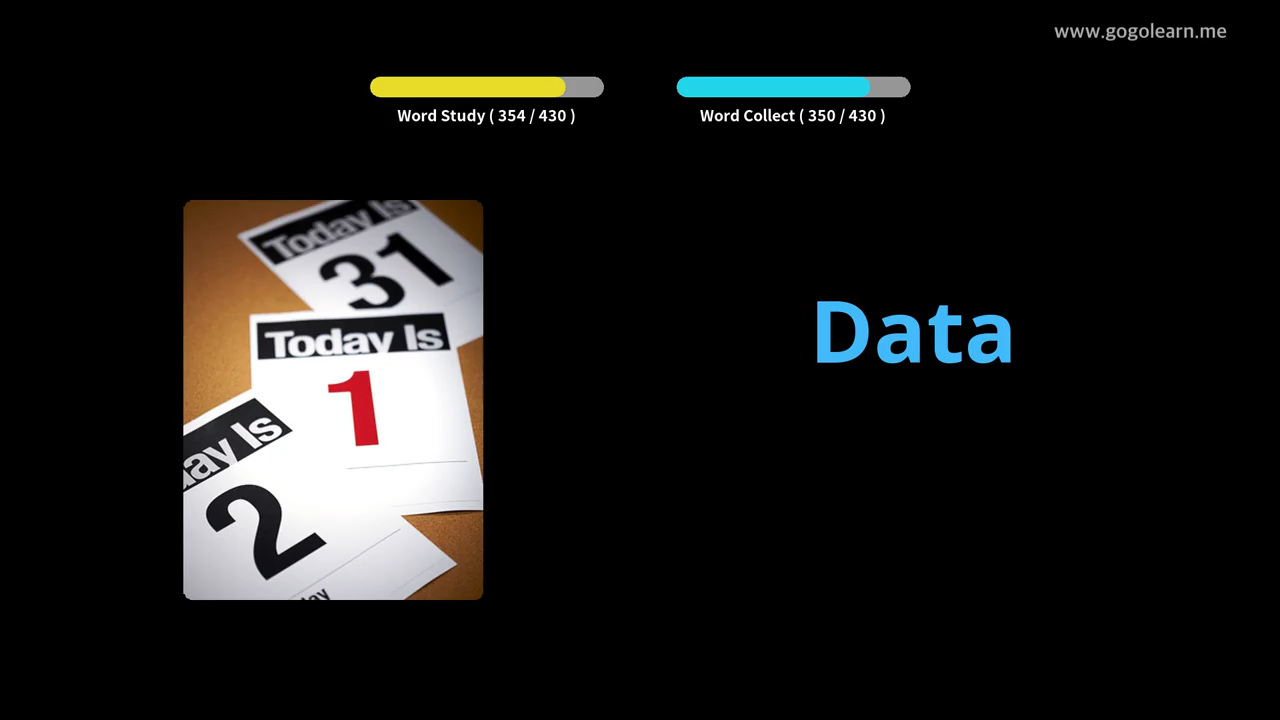 www.gogolearn.me
Word Study ( 354 / 430 )
Word Collect ( 350 / 430 )
Today Is
31
Today Is
1
ay Is
2
Data